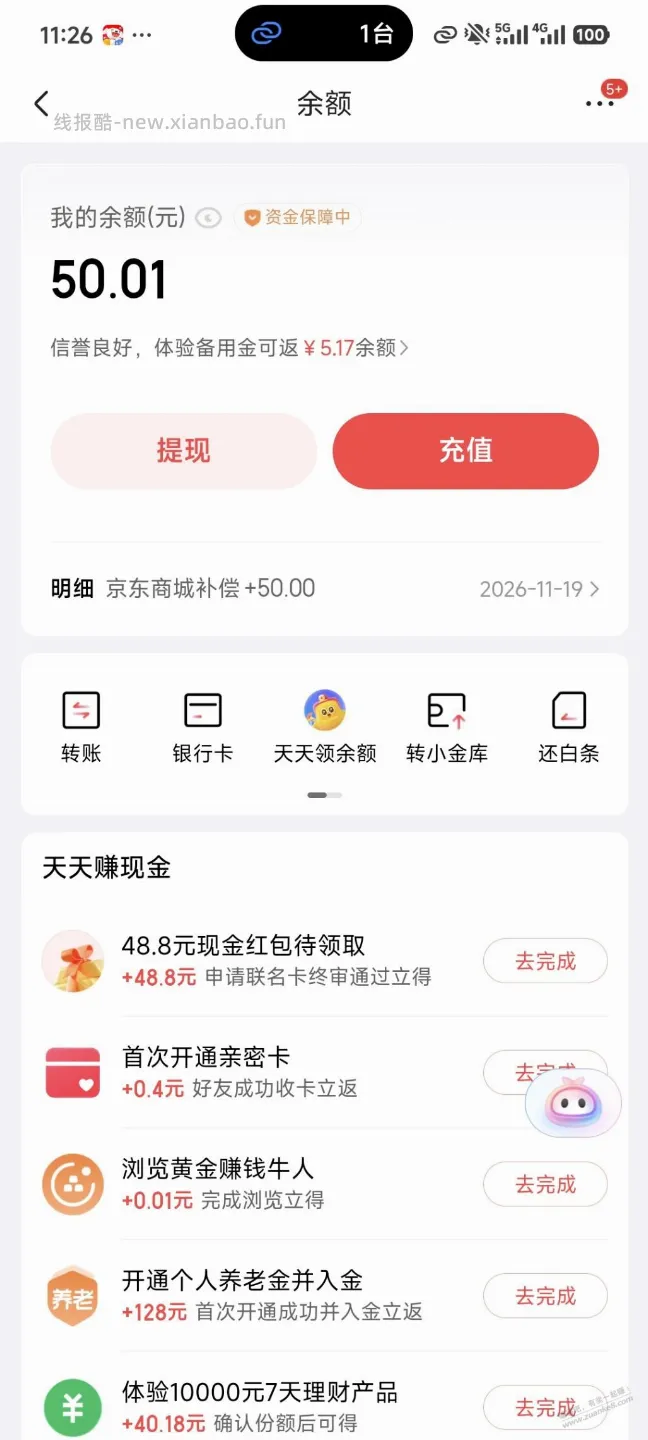 11:26 ··· 1台 5G 4G 100
余额 5+
线报酷-new.xianbao.fun
我的余额(元) 资金保障中
50.01
信誉良好，体验备用金可返¥5.17余额>
提现 充值
明细 京东商城补偿+50.00 2026-11-19 >
转账 银行卡 天天领余额 转小金库 还白条
天天赚现金
48.8元现金红包待领取
+48.8元 申请联名卡终审通过立得
去完成
首次开通亲密卡
+0.4元 好友成功收卡立返
去完成
浏览黄金赚钱牛人
+0.01元 完成浏览立得
去完成
养老
开通个人养老金并入金
+128元 首次开通成功并入金立返
去完成
¥
体验10000元7天理财产品
+40.18元 确认份额后可得
去完成
www.zuanke8.com